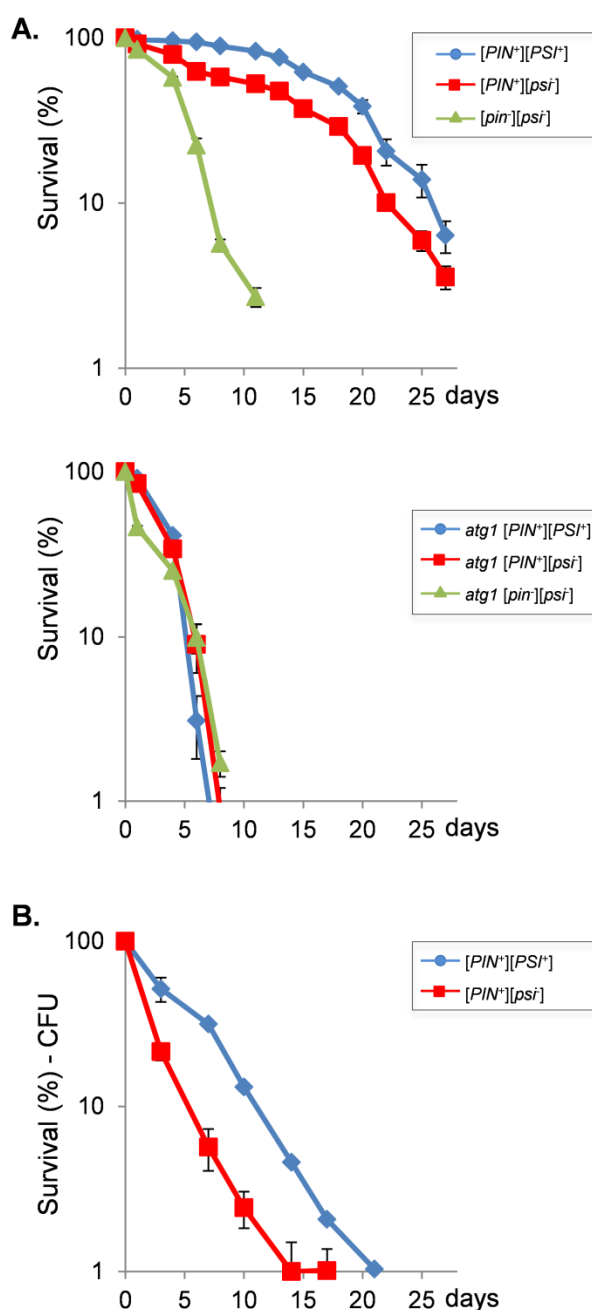 A.
100
10
1
Survival (%)
0 5 10 15 20 25 days
[PIN⁺][PSI⁺]
[PIN⁺][psi⁻]
[pin⁻][psi⁻]
100
10
1
Survival (%)
0 5 10 15 20 25 days
atg1 [PIN⁺][PSI⁺]
atg1 [PIN⁺][psi⁻]
atg1 [pin⁻][psi⁻]
B.
100
10
1
Survival (%) - CFU
0 5 10 15 20 25 days
[PIN⁺][PSI⁺]
[PIN⁺][psi⁻]